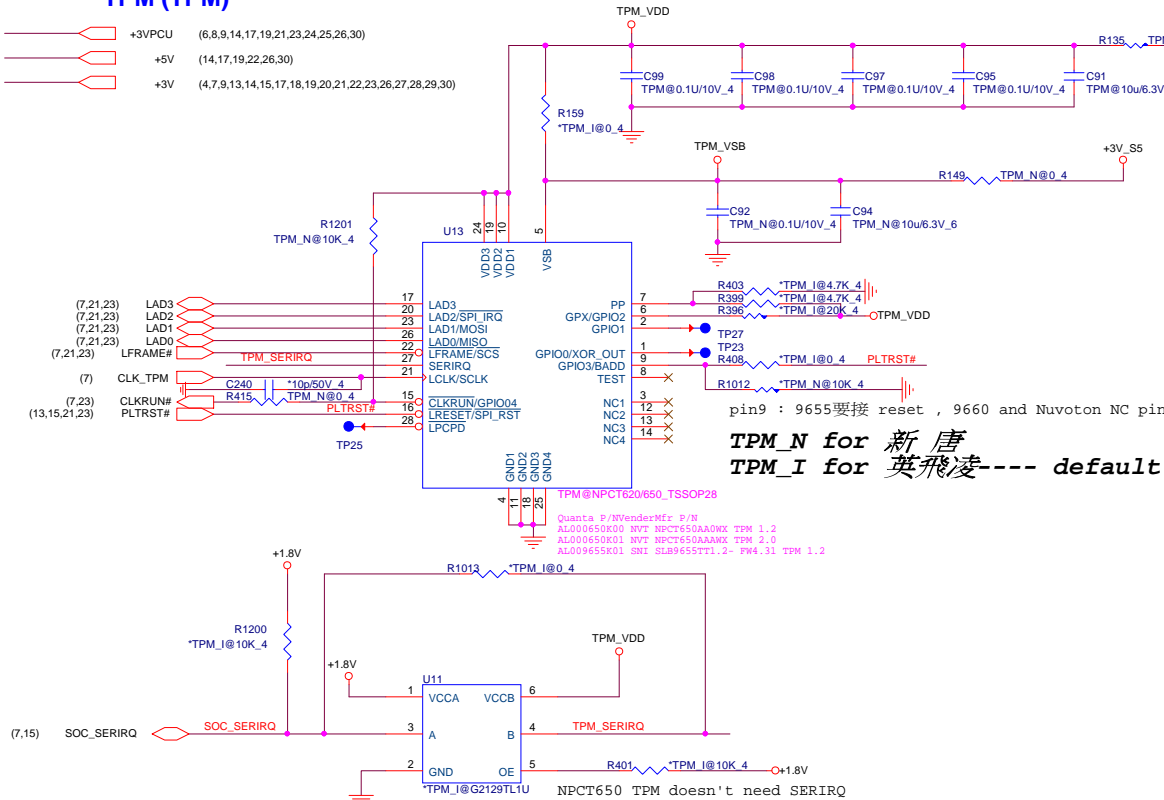 TPM (TPM)
+3VPCU (6,8,9,14,17,19,21,23,24,25,26,30)
+5V (14,17,19,22,26,30)
+3V (4,7,9,13,14,15,17,18,19,20,21,22,23,26,27,28,29,30)
TPM_VDD
R135
C99
TPM@0.1U/10V_4
C98
TPM@0.1U/10V_4
C97
TPM@0.1U/10V_4
C95
TPM@0.1U/10V_4
C91
TPM@10u/6.3V
R159
*TPM_I@0_4
TPM_VSB
+3V_S5
R149 TPM_N@0_4
C92
TPM_N@0.1U/10V_4
C94
TPM_N@10u/6.3V_6
R1201
TPM_N@10K_4
U13
24
19
10
5
VDD3
VDD2
VDD1
VSB
(7,21,23) LAD3 17 LAD3
(7,21,23) LAD2 20 LAD2/SPI_IRQ
(7,21,23) LAD1 23 LAD1/MOSI
(7,21,23) LAD0 26 LAD0/MISO
(7,21,23) LFRAME# 22 LFRAME/SCS
TPM_SERIRQ 27 SERIRQ
(7) CLK_TPM 21 LCLK/SCLK
C240 *10p/50V_4
(7,23) CLKRUN# R415 TPM_N@0_4 15 CLKRUN/GPIO04
(13,15,21,23) PLTRST# PLTRST# 16 LRESET/SPI_RST
28 LPCPD
TP25
PP 7 R403 *TPM_I@4.7K_4
R399 *TPM_I@4.7K_4
GPX/GPIO2 6 R396 *TPM_I@20K_4 TPM_VDD
GPIO1 2 TP27
GPIO0/XOR_OUT 1 TP23
GPIO3/BADD 9 R408 *TPM_I@0_4 PLTRST#
TEST 8
R1012 *TPM_N@10K_4
NC1 3
NC2 12
NC3 13
NC4 14
pin9 : 9655要接 reset , 9660 and Nuvoton NC pin
TPM_N for 新 唐
TPM_I for 英飛凌---- default
GND1
GND2
GND3
GND4
4
11
18
25
TPM@NPCT620/650_TSSOP28
Quanta P/NVenderMfr P/N
AL000650K00 NVT NPCT650AA0WX TPM 1.2
AL000650K01 NVT NPCT650AAAWX TPM 2.0
AL009655K01 SNI SLB9655TT1.2- FW4.31 TPM 1.2
+1.8V
R1013 *TPM_I@0_4
R1200
*TPM_I@10K_4
TPM_VDD
+1.8V
U11
1 VCCA VCCB 6
(7,15) SOC_SERIRQ SOC_SERIRQ 3 A B 4 TPM_SERIRQ
2 GND OE 5 R401 *TPM_I@10K_4 +1.8V
*TPM_I@G2129TL1U
NPCT650 TPM doesn't need SERIRQ